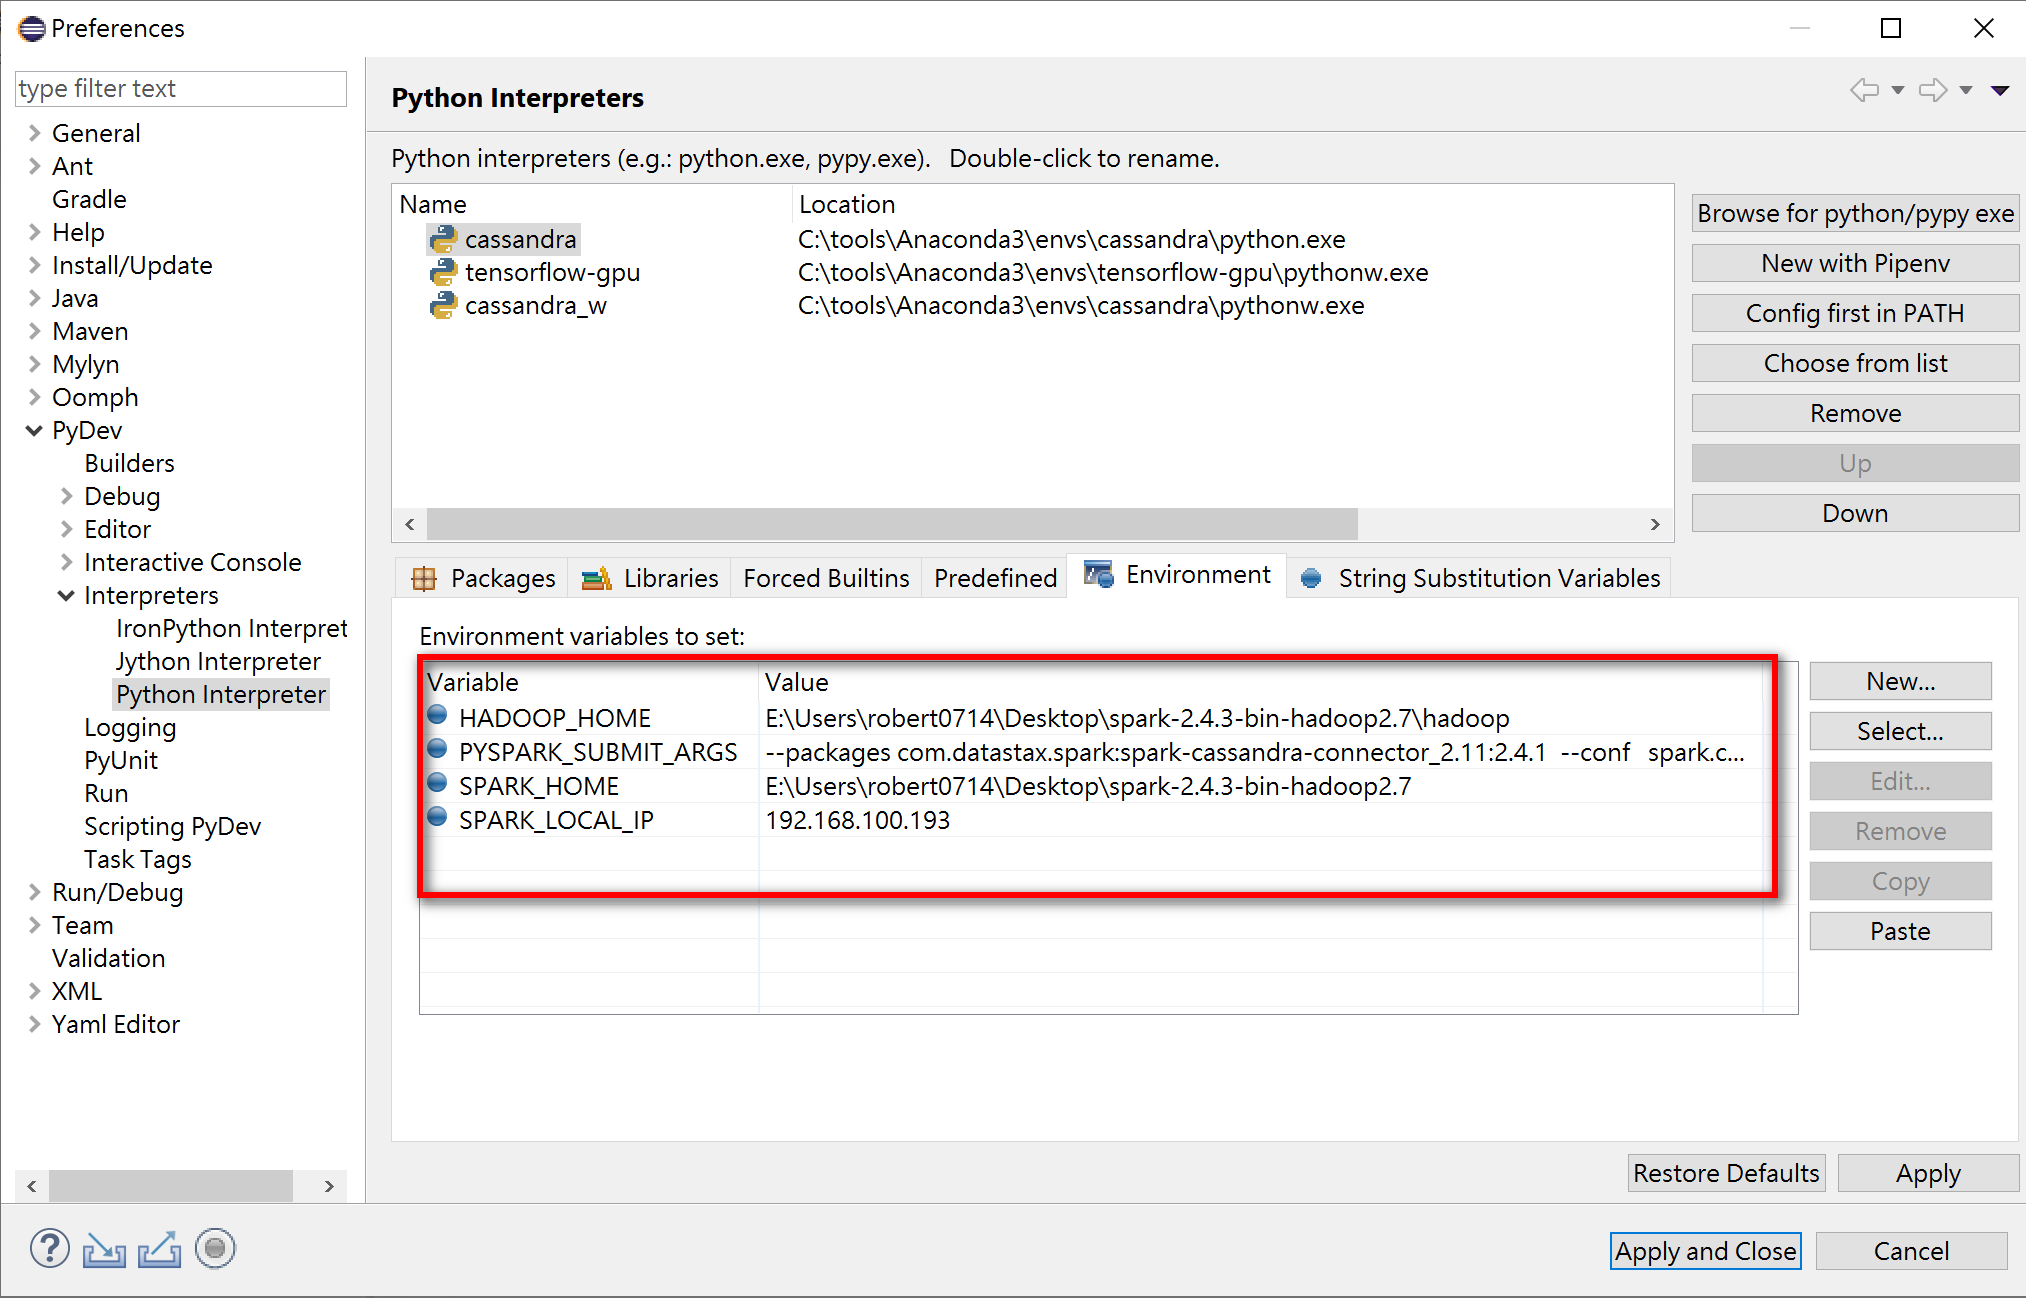 Preferences
type filter text
General
Ant
Gradle
Help
Install/Update
Java
Maven
Mylyn
Oomph
PyDev
Builders
Debug
Editor
Interactive Console
Interpreters
IronPython Interpret
Jython Interpreter
Python Interpreter
Logging
PyUnit
Run
Scripting PyDev
Task Tags
Run/Debug
Team
Validation
XML
Yaml Editor
Python Interpreters
Python interpreters (e.g.: python.exe, pypy.exe).   Double-click to rename.
Name Location
cassandra C:\tools\Anaconda3\envs\cassandra\python.exe
tensorflow-gpu C:\tools\Anaconda3\envs\tensorflow-gpu\pythonw.exe
cassandra_w C:\tools\Anaconda3\envs\cassandra\pythonw.exe
Browse for python/pypy exe
New with Pipenv
Config first in PATH
Choose from list
Remove
Up
Down
Packages Libraries Forced Builtins Predefined Environment String Substitution Variables
Environment variables to set:
Variable Value
HADOOP_HOME E:\Users\robert0714\Desktop\spark-2.4.3-bin-hadoop2.7\hadoop
PYSPARK_SUBMIT_ARGS --packages com.datastax.spark:spark-cassandra-connector_2.11:2.4.1  --conf  spark.c...
SPARK_HOME E:\Users\robert0714\Desktop\spark-2.4.3-bin-hadoop2.7
SPARK_LOCAL_IP 192.168.100.193
New...
Select...
Edit...
Remove
Copy
Paste
Restore Defaults Apply
Apply and Close Cancel